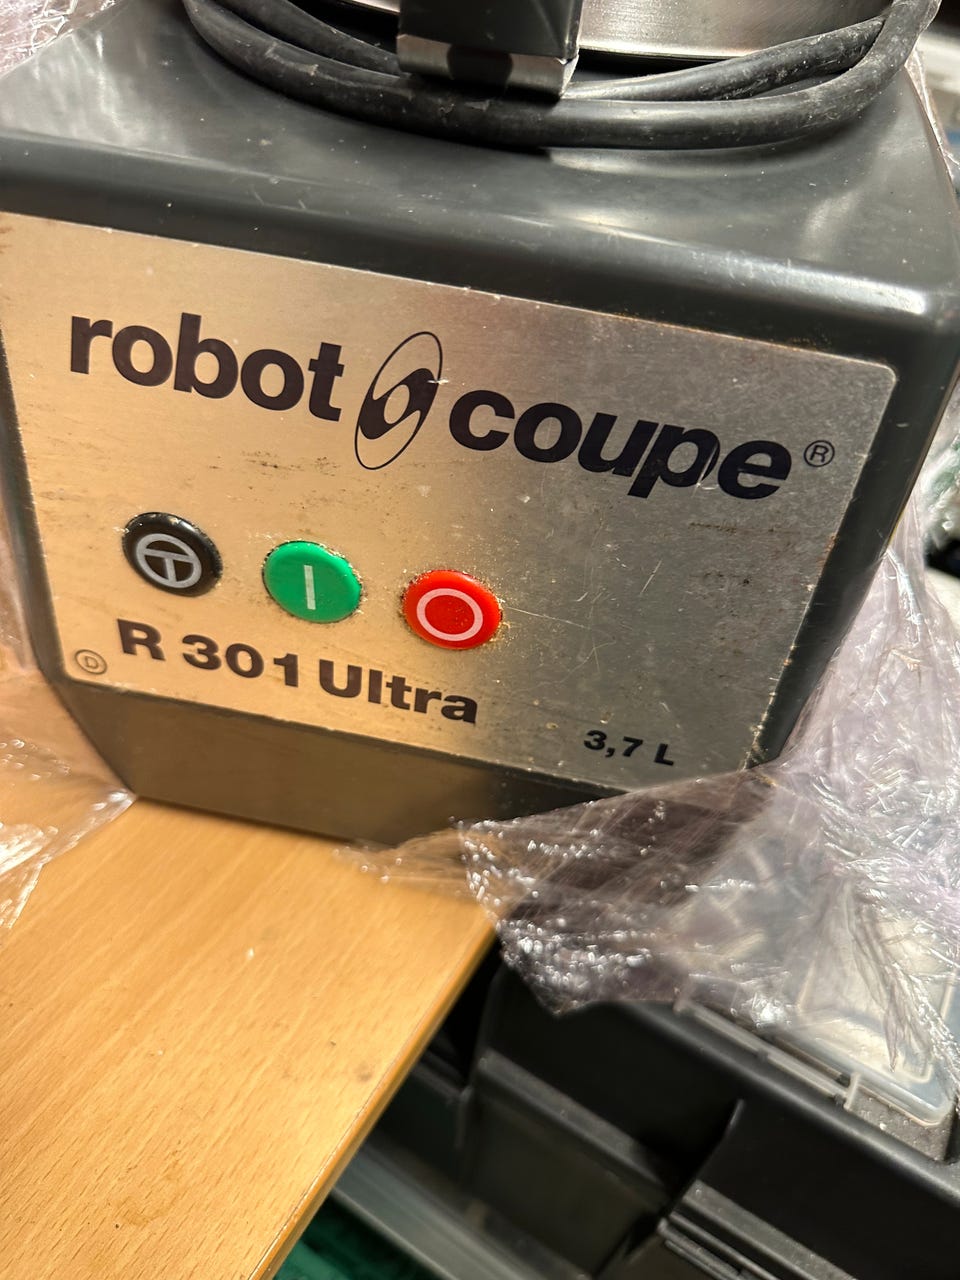 robot coupe®
R 301 Ultra
D
3,7 L